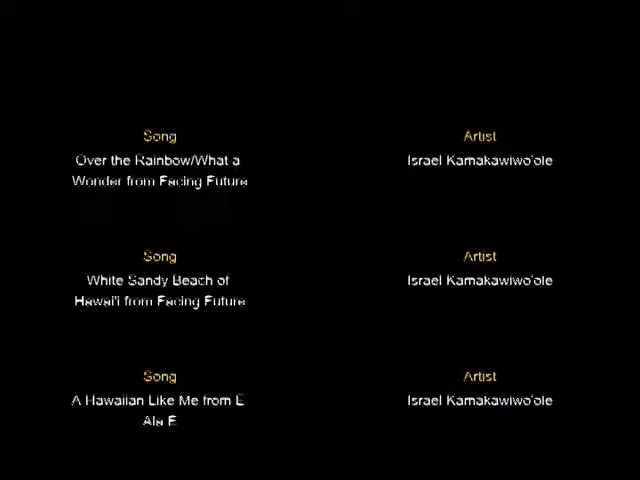 Song Artist
Over the Rainbow/What a Israel Kamakawiwo'ole
Wonder from Facing Future
Song Artist
White Sandy Beach of Israel Kamakawiwo'ole
Hawai'i from Facing Future
Song Artist
A Hawaiian Like Me from E Israel Kamakawiwo'ole
Ala E